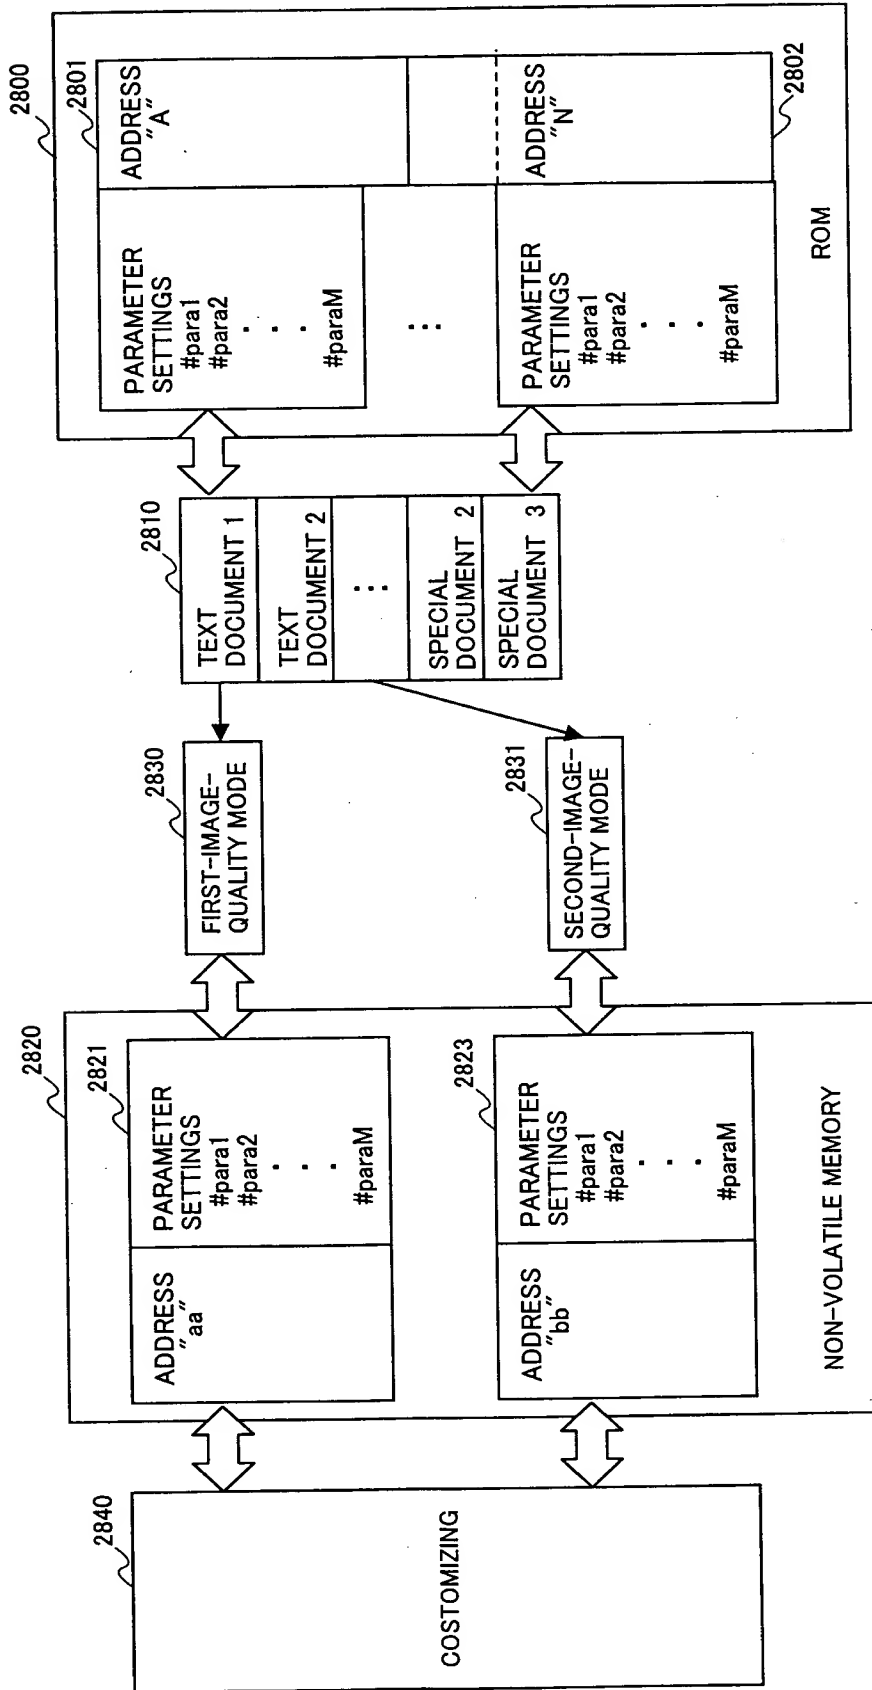 2840
COSTOMIZING
2820
2821
ADDRESS
"aa"
PARAMETER
SETTINGS
#para1
#para2
. . .
#paraM
2823
ADDRESS
"bb"
PARAMETER
SETTINGS
#para1
#para2
. . .
#paraM
NON-VOLATILE MEMORY
2830
FIRST-IMAGE-
QUALITY MODE
2831
SECOND-IMAGE-
QUALITY MODE
2810
TEXT
DOCUMENT 1
TEXT
DOCUMENT 2
...
SPECIAL
DOCUMENT 2
SPECIAL
DOCUMENT 3
2800
2801
PARAMETER
SETTINGS
#para1
#para2
. . .
#paraM
ADDRESS
"A"
...
PARAMETER
SETTINGS
#para1
#para2
. . .
#paraM
ADDRESS
"N"
2802
ROM